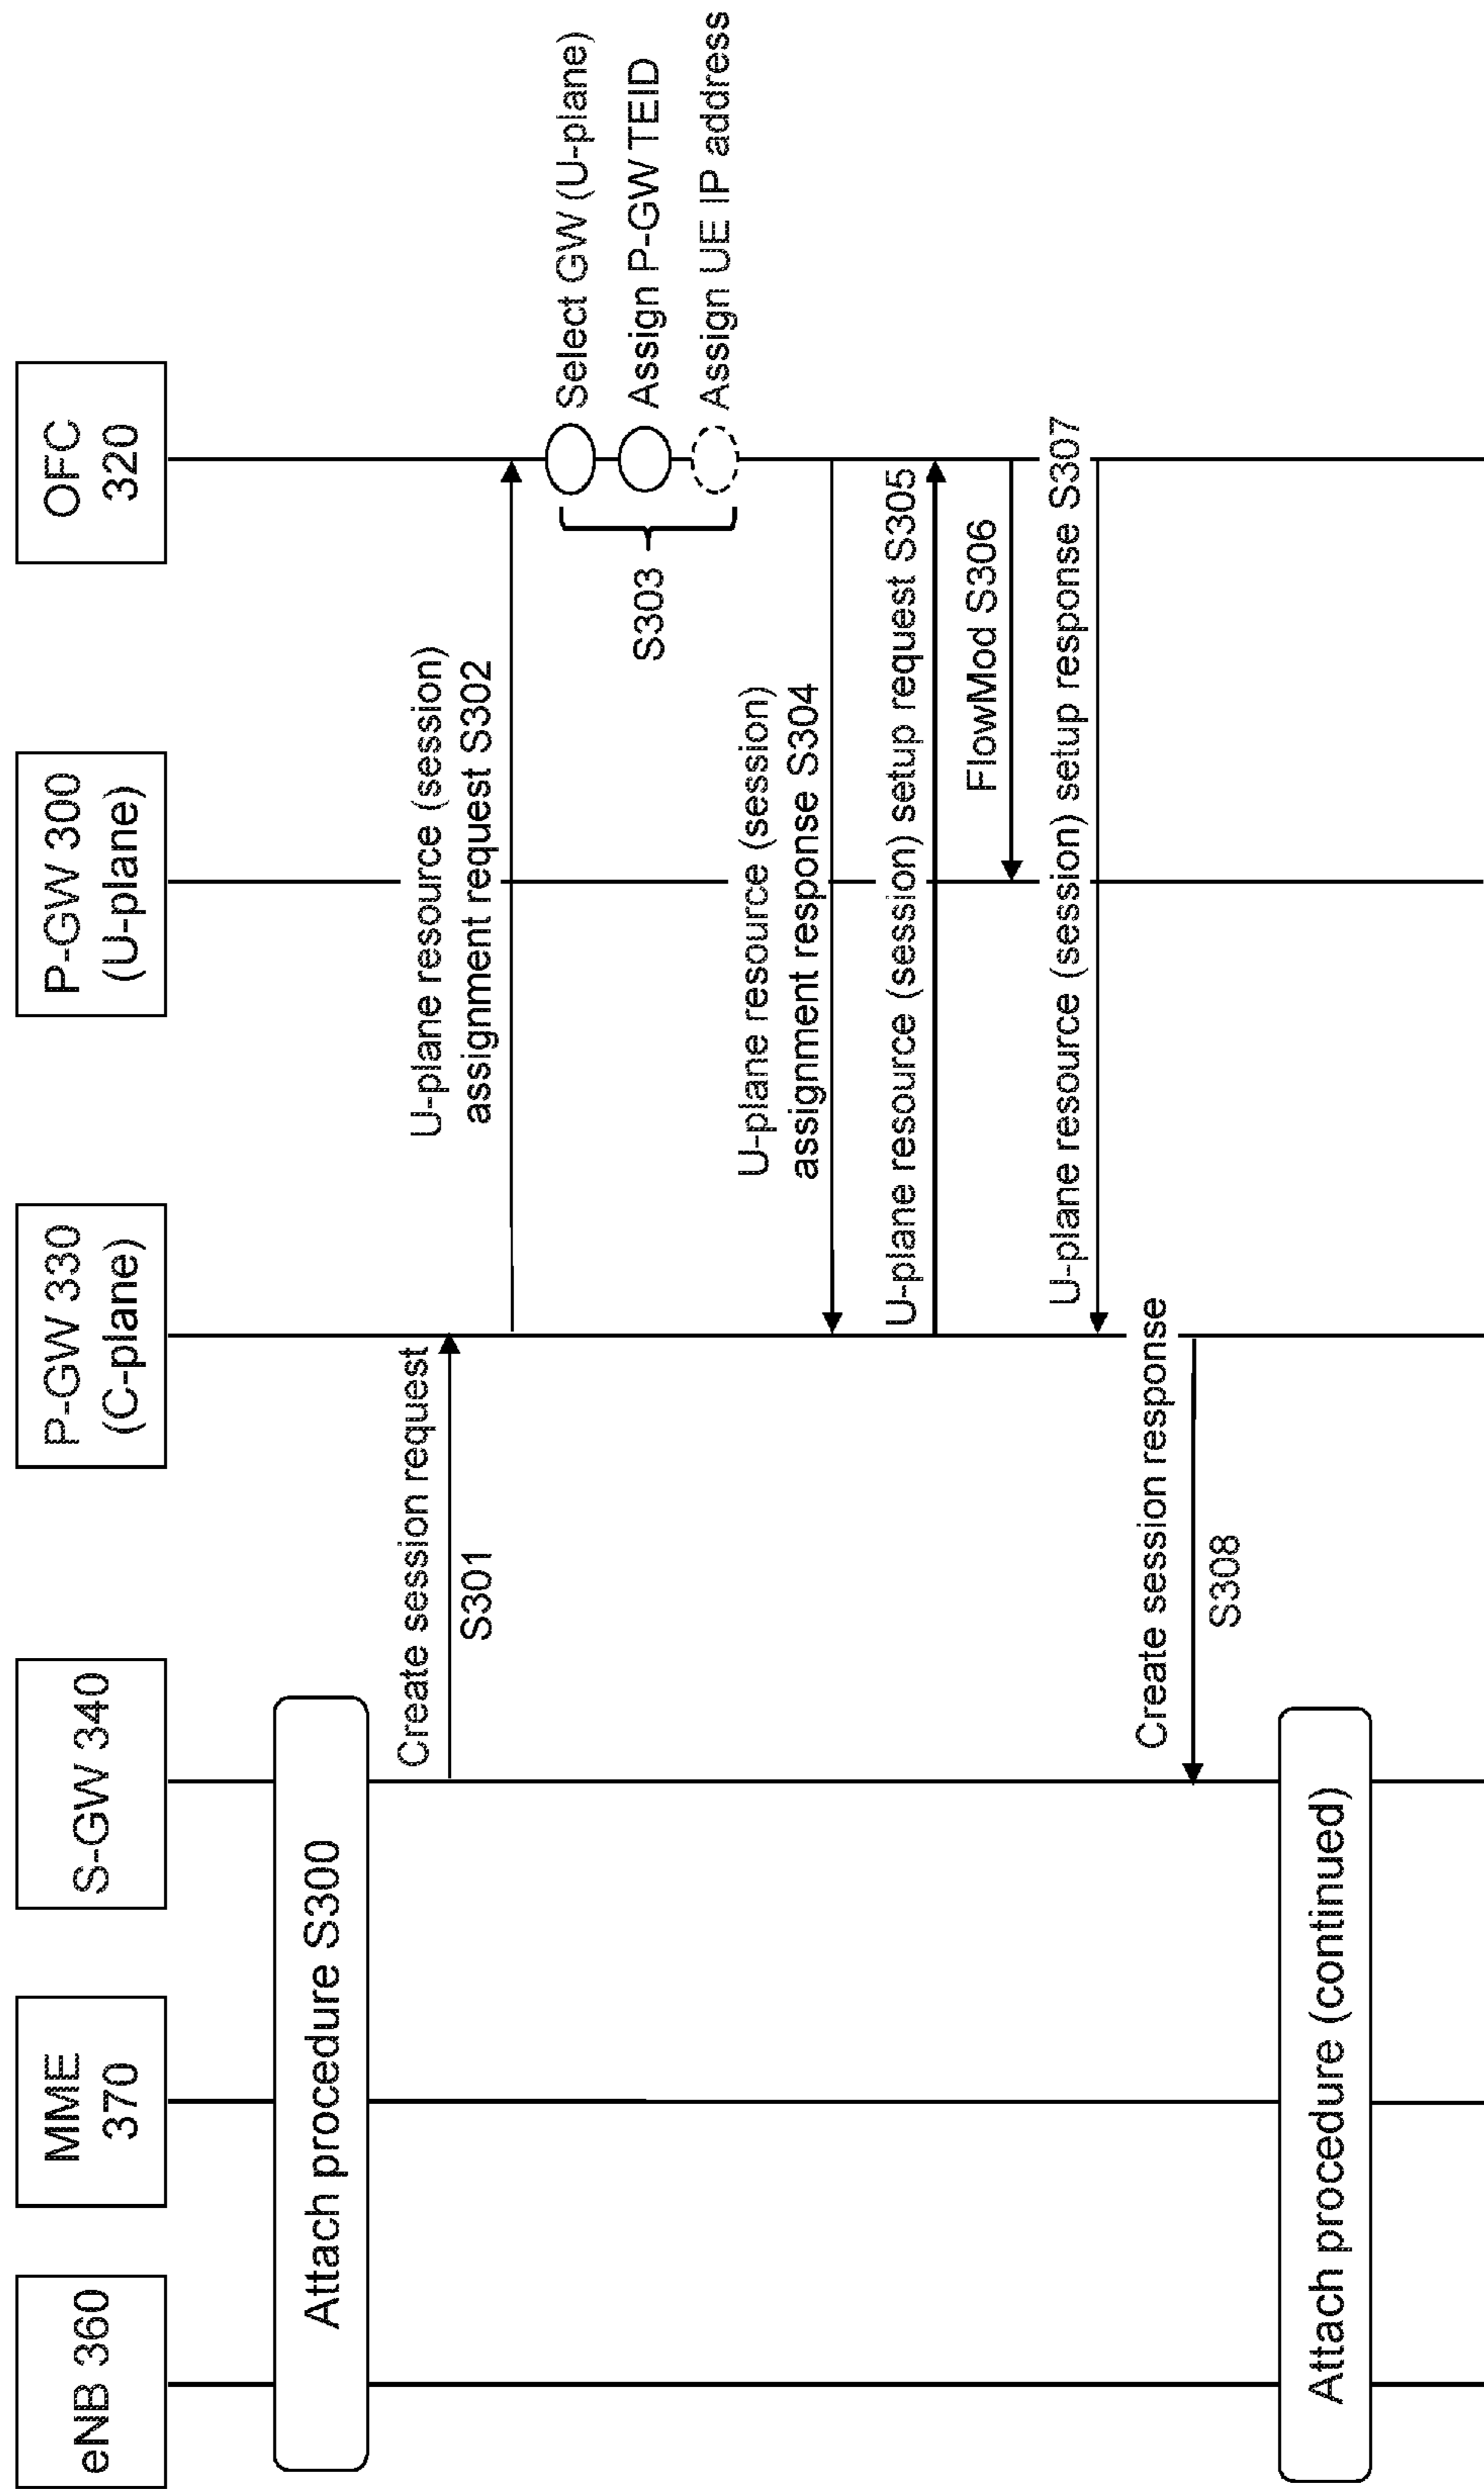 eNB 360
MME
370
S-GW 340
P-GW 330
(C-plane)
P-GW 300
(U-plane)
OFC
320
Attach procedure S300
Create session request
S301
U-plane resource (session)
assignment request S302
Select GW (U-plane)
Assign P-GW TEID
Assign UE IP address
S303
U-plane resource (session)
assignment response S304
U-plane resource (session) setup request S305
FlowMod S306
U-plane resource (session) setup response S307
Create session response
S308
Attach procedure (continued)